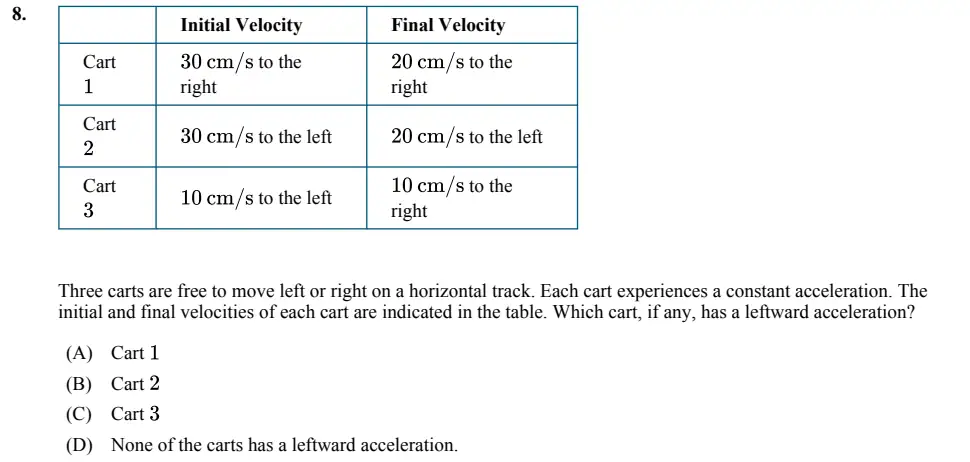 8.
Initial Velocity Final Velocity
Cart 1 30 cm/s to the right 20 cm/s to the right
Cart 2 30 cm/s to the left 20 cm/s to the left
Cart 3 10 cm/s to the left 10 cm/s to the right
Three carts are free to move left or right on a horizontal track. Each cart experiences a constant acceleration. The
initial and final velocities of each cart are indicated in the table. Which cart, if any, has a leftward acceleration?
(A) Cart 1
(B) Cart 2
(C) Cart 3
(D) None of the carts has a leftward acceleration.